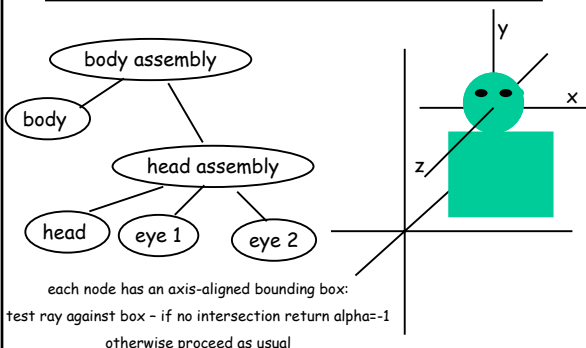 y
body assembly
x
body
head assembly
z
head
eye 1
eye 2
each node has an axis-aligned bounding box:
test ray against box – if no intersection return alpha=-1
otherwise proceed as usual